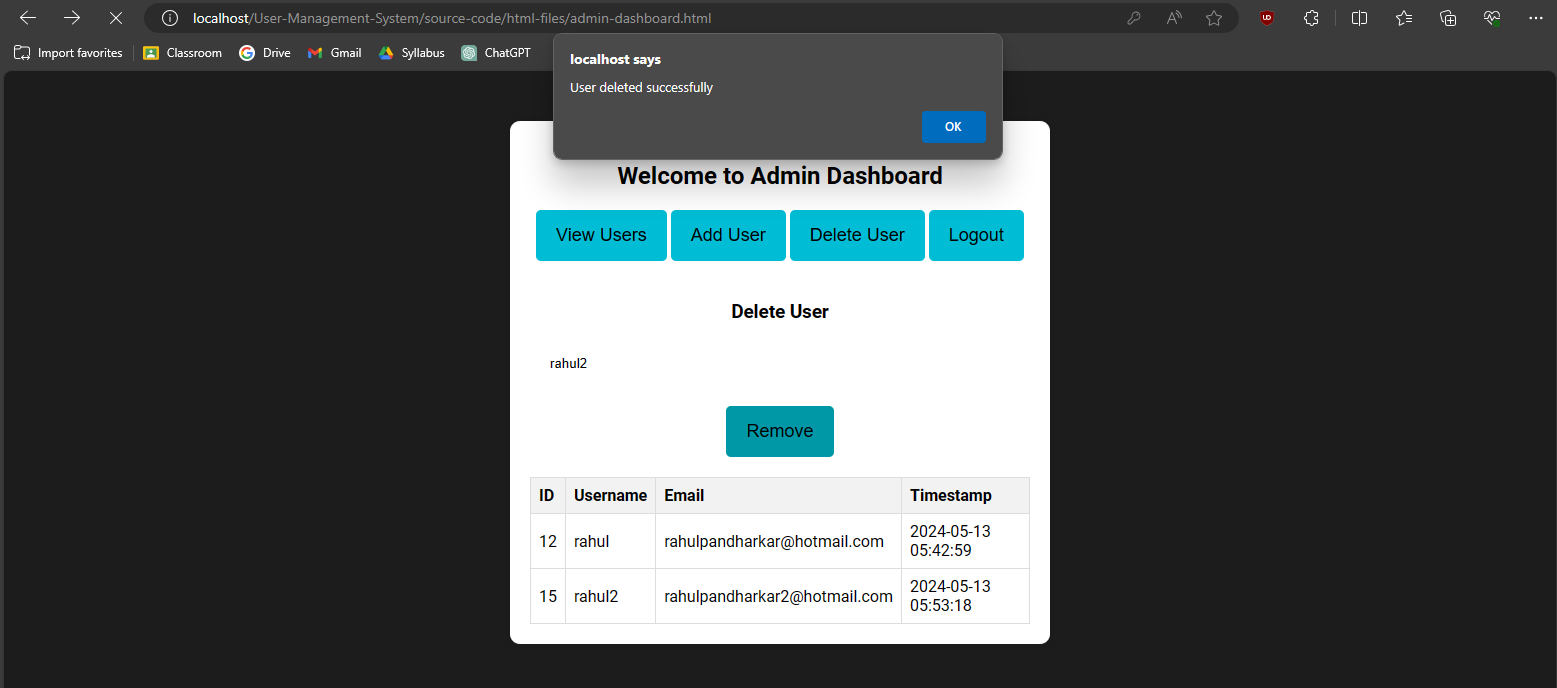 localhost/User-Management-System/source-code/html-files/admin-dashboard.html
Import favorites Classroom Drive Gmail Syllabus ChatGPT
localhost says
User deleted successfully
OK
Welcome to Admin Dashboard
View Users Add User Delete User Logout
Delete User
rahul2
Remove
ID Username Email Timestamp
12 rahul rahulpandharkar@hotmail.com 2024-05-13
05:42:59
15 rahul2 rahulpandharkar2@hotmail.com 2024-05-13
05:53:18